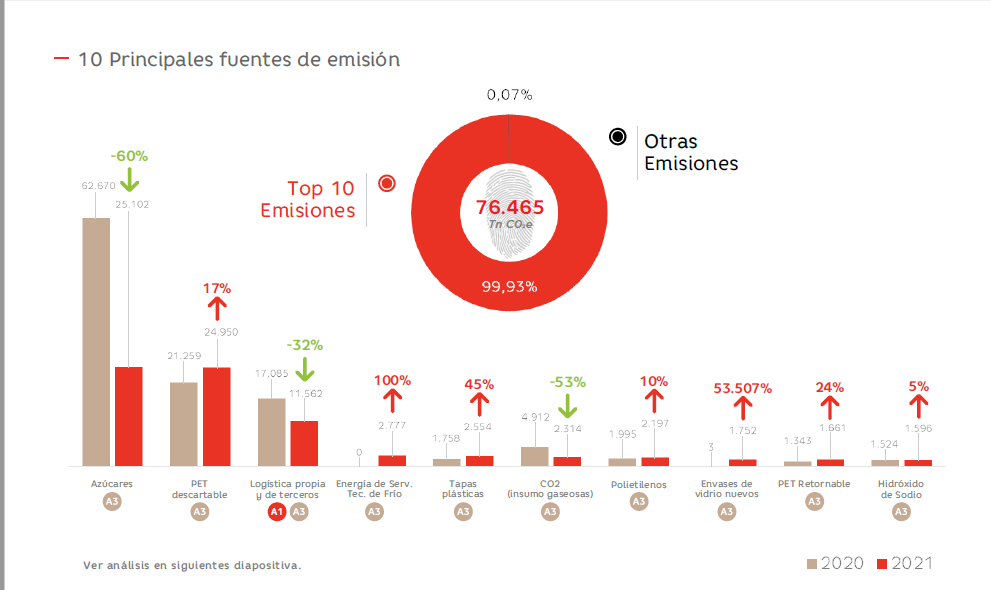 10 Principales fuentes de emisión
0,07%
Otras
Emisiones
Top 10
Emisiones
76.465
Tn CO₂e
99,93%
-60%
62.670
25.102
17%
21.259
24.950
-32%
17.085
11.562
100%
0
2.777
45%
1.758
2.554
-53%
4.912
2.314
10%
1.995
2.197
53.507%
3
1.752
24%
1.343
1.661
5%
1.524
1.596
Azúcares
A3
PET
descartable
A3
Logística propia
y de terceros
A1 A3
Energía de Serv.
Tec. de Frío
A3
Tapas
plásticas
A3
CO2
(insumo gaseosas)
A3
Polietilenos
A3
Envases de
vidrio nuevos
A3
PET Retornable
A3
Hidróxido
de Sodio
A3
Ver análisis en siguientes diapositiva.
2020 2021